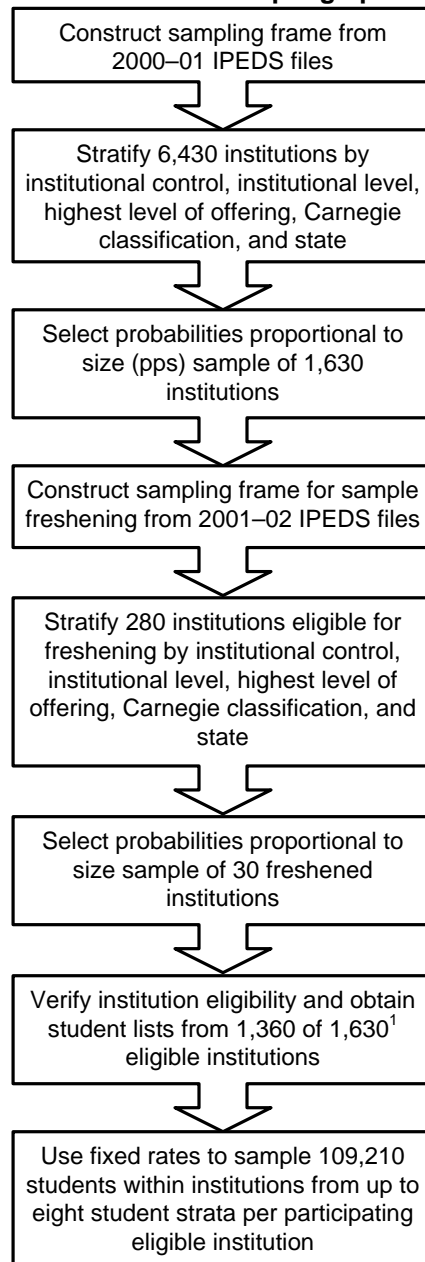 Construct sampling frame from
2000–01 IPEDS files
Stratify 6,430 institutions by
institutional control, institutional level,
highest level of offering, Carnegie
classification, and state
Select probabilities proportional to
size (pps) sample of 1,630
institutions
Construct sampling frame for sample
freshening from 2001–02 IPEDS files
Stratify 280 institutions eligible for
freshening by institutional control,
institutional level, highest level of
offering, Carnegie classification, and
state
Select probabilities proportional to
size sample of 30 freshened
institutions
Verify institution eligibility and obtain
student lists from 1,360 of 1,630¹
eligible institutions
Use fixed rates to sample 109,210
students within institutions from up to
eight student strata per participating
eligible institution